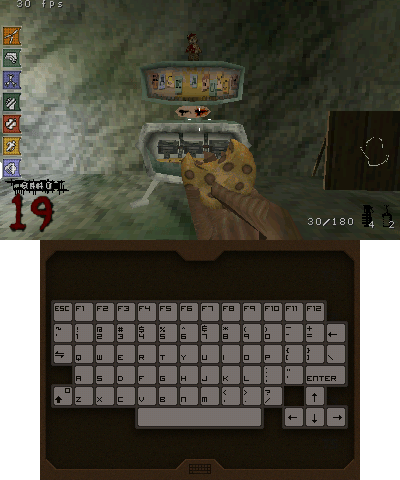 30 fps
19
30/180
4 2
ESC F1 F2 F3 F4 F5 F6 F7 F8 F9 F10 F11 F12
~ ! @ # $ % ^ & * ( ) _ +
` 1 2 3 4 5 6 7 8 9 0 - = ←
⇆ Q W E R T Y U I O P { } |
[ ] \
A S D F G H J K L : " ENTER
; '
Z X C V B N M < > ? ↑
, . /
← ↓ →